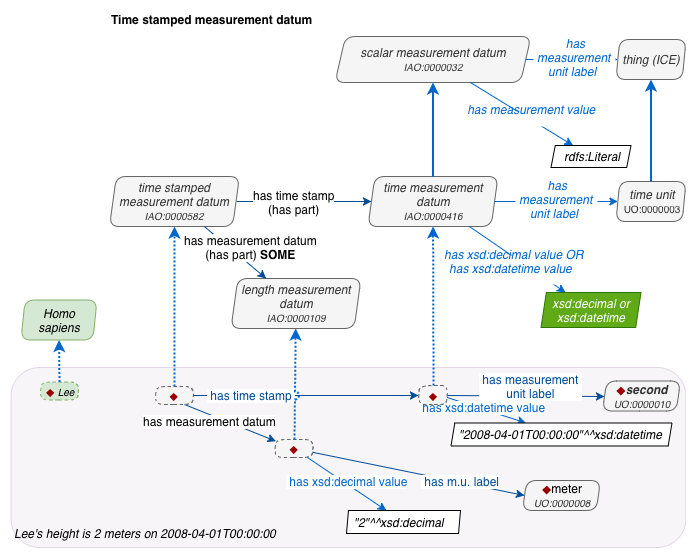 Time stamped measurement datum
scalar measurement datum
IAO:0000032
has
measurement
unit label
thing (ICE)
has measurement value
rdfs:Literal
time stamped
measurement datum
IAO:0000582
has time stamp
(has part)
time measurement
datum
IAO:0000416
has
measurement
unit label
time unit
UO:0000003
has measurement datum
(has part) SOME
has xsd:decimal value OR
has xsd:datetime value
length measurement
datum
IAO:0000109
xsd:decimal or
xsd:datetime
Homo
sapiens
Lee
has time stamp
has measurement
unit label
second
UO:0000010
has xsd:datetime value
has measurement datum
"2008-04-01T00:00:00"^^xsd:datetime
has xsd:decimal value
has m.u. label
meter
UO:0000008
"2"^^xsd:decimal
Lee's height is 2 meters on 2008-04-01T00:00:00